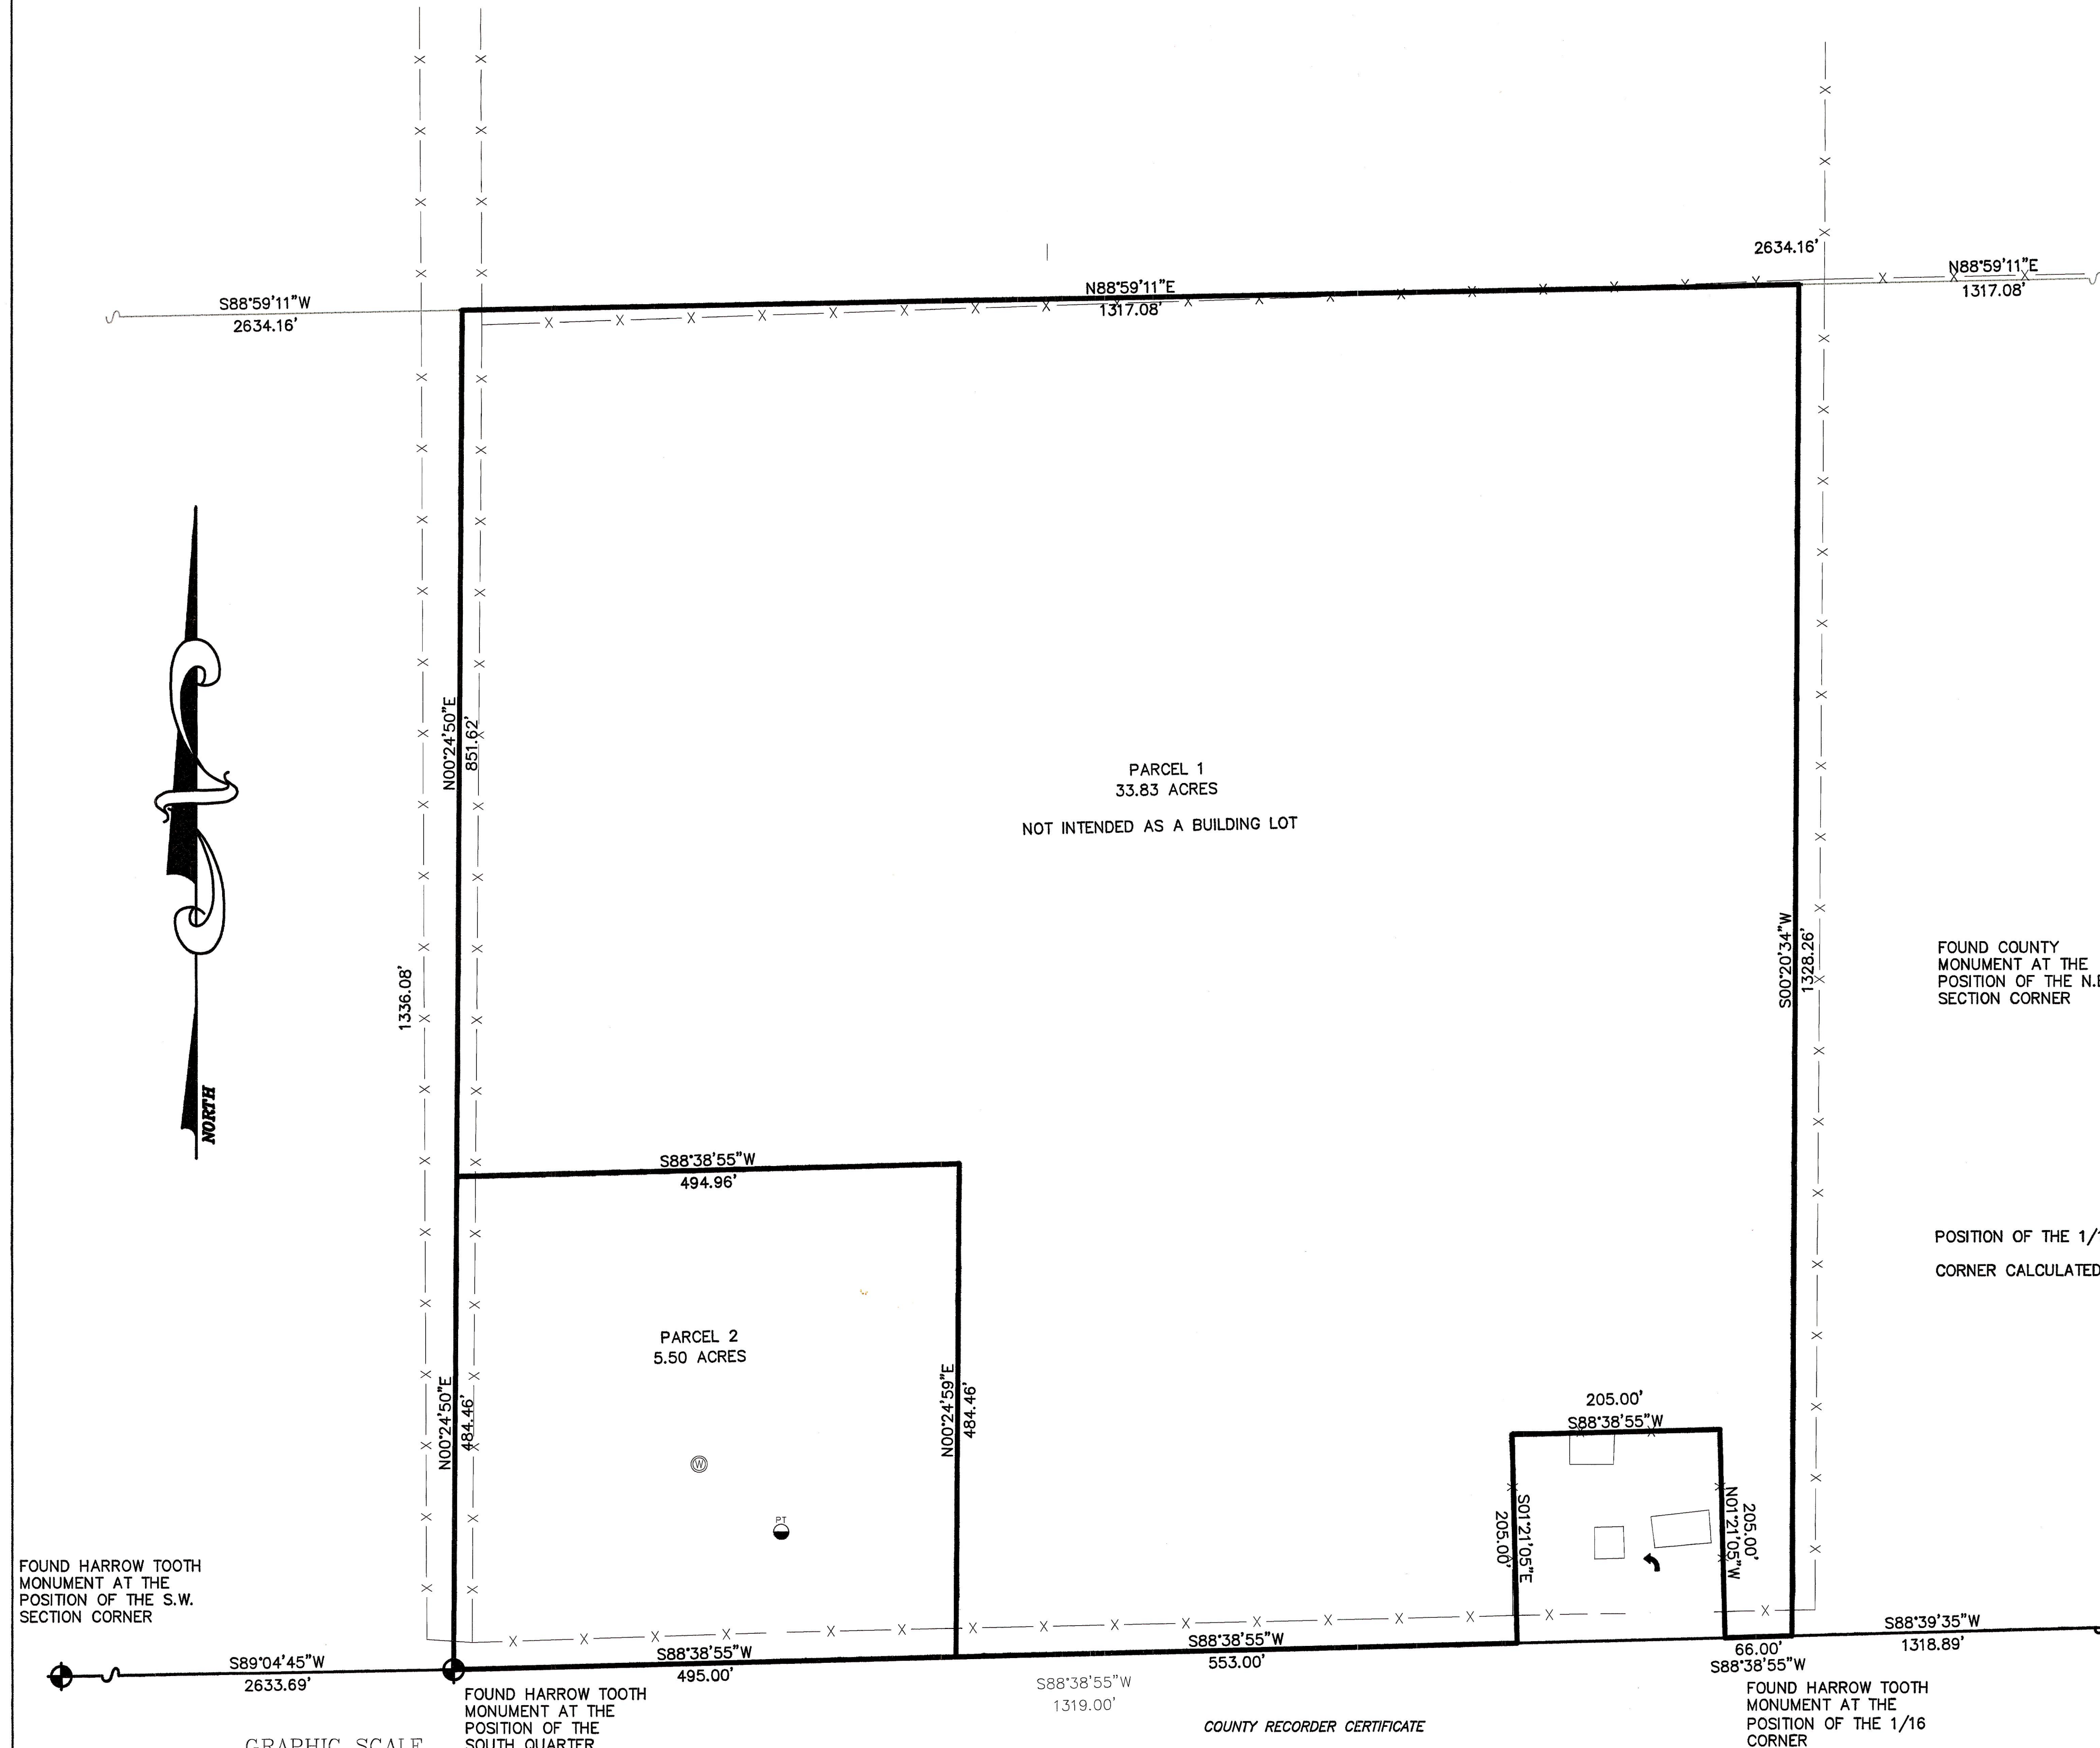 2634.16'
N88°59'11"E
1317.08'
N88°59'11"E
1317.08'
S88°59'11"W
2634.16'
N00°24'50"E
851.62'
PARCEL 1
33.83 ACRES
NOT INTENDED AS A BUILDING LOT
1336.08'
S00°20'34"W
1328.26'
FOUND COUNTY
MONUMENT AT THE
POSITION OF THE
SECTION CORNER
NORTH
S88°38'55"W
494.96'
POSITION OF THE
CORNER CALCULATED
PARCEL 2
5.50 ACRES
N00°24'50"E
484.46'
N00°24'59"E
484.46'
W
PT
205.00'
S88°38'55"W
S01°21'05"E
205.00'
N01°21'05"W
205.00'
FOUND HARROW TOOTH
MONUMENT AT THE
POSITION OF THE S.W.
SECTION CORNER
S89°04'45"W
2633.69'
S88°38'55"W
495.00'
S88°38'55"W
553.00'
S88°38'55"W
1319.00'
66.00'
S88°38'55"W
S88°39'35"W
1318.89'
FOUND HARROW TOOTH
MONUMENT AT THE
POSITION OF THE
SOUTH QUARTER
COUNTY RECORDER CERTIFICATE
FOUND HARROW TOOTH
MONUMENT AT THE
POSITION OF THE 1/16
CORNER
GRAPHIC SCALE